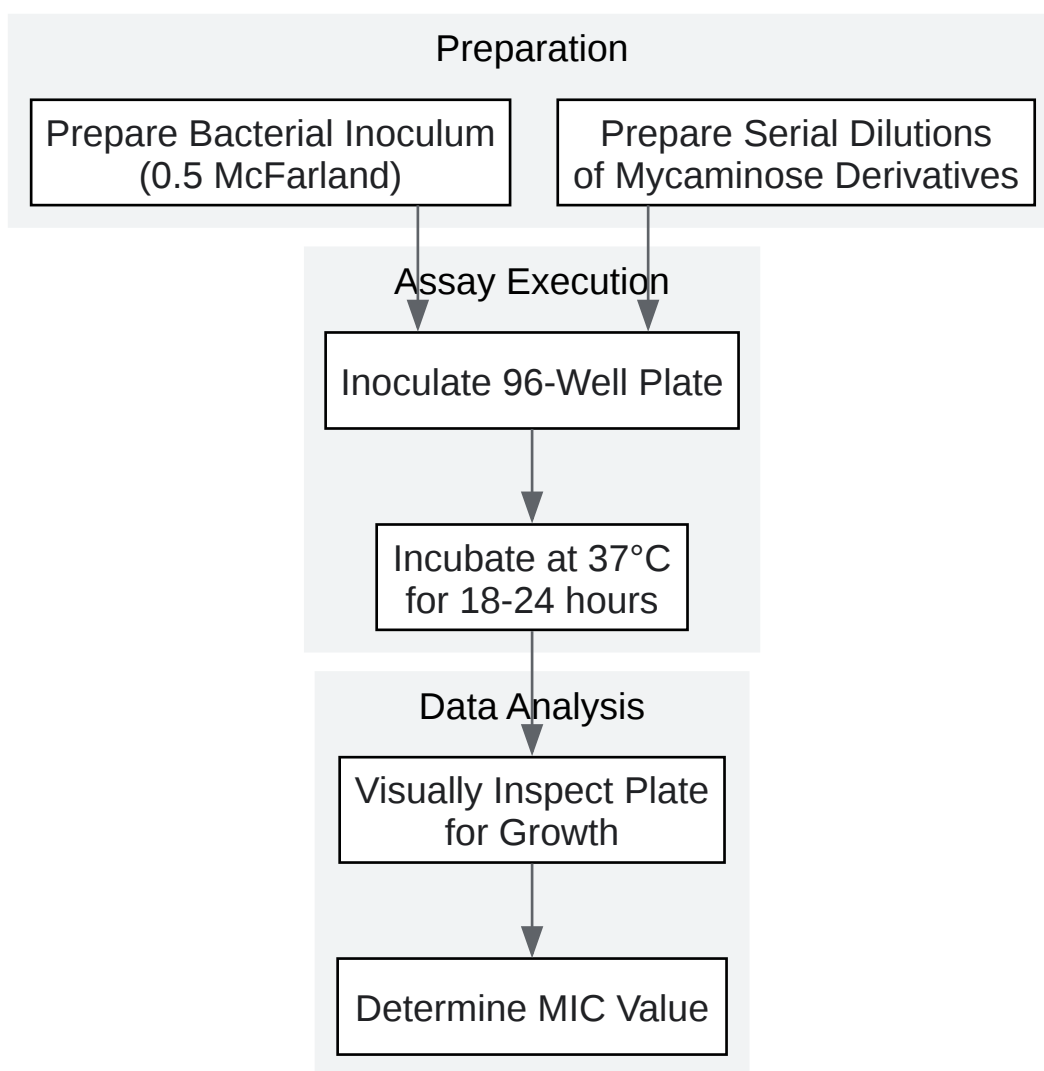 Preparation
Prepare Bacterial Inoculum
(0.5 McFarland)
Prepare Serial Dilutions
of Mycaminose Derivatives
Assay Execution
Inoculate 96-Well Plate
Incubate at 37°C
for 18-24 hours
Data Analysis
Visually Inspect Plate
for Growth
Determine MIC Value